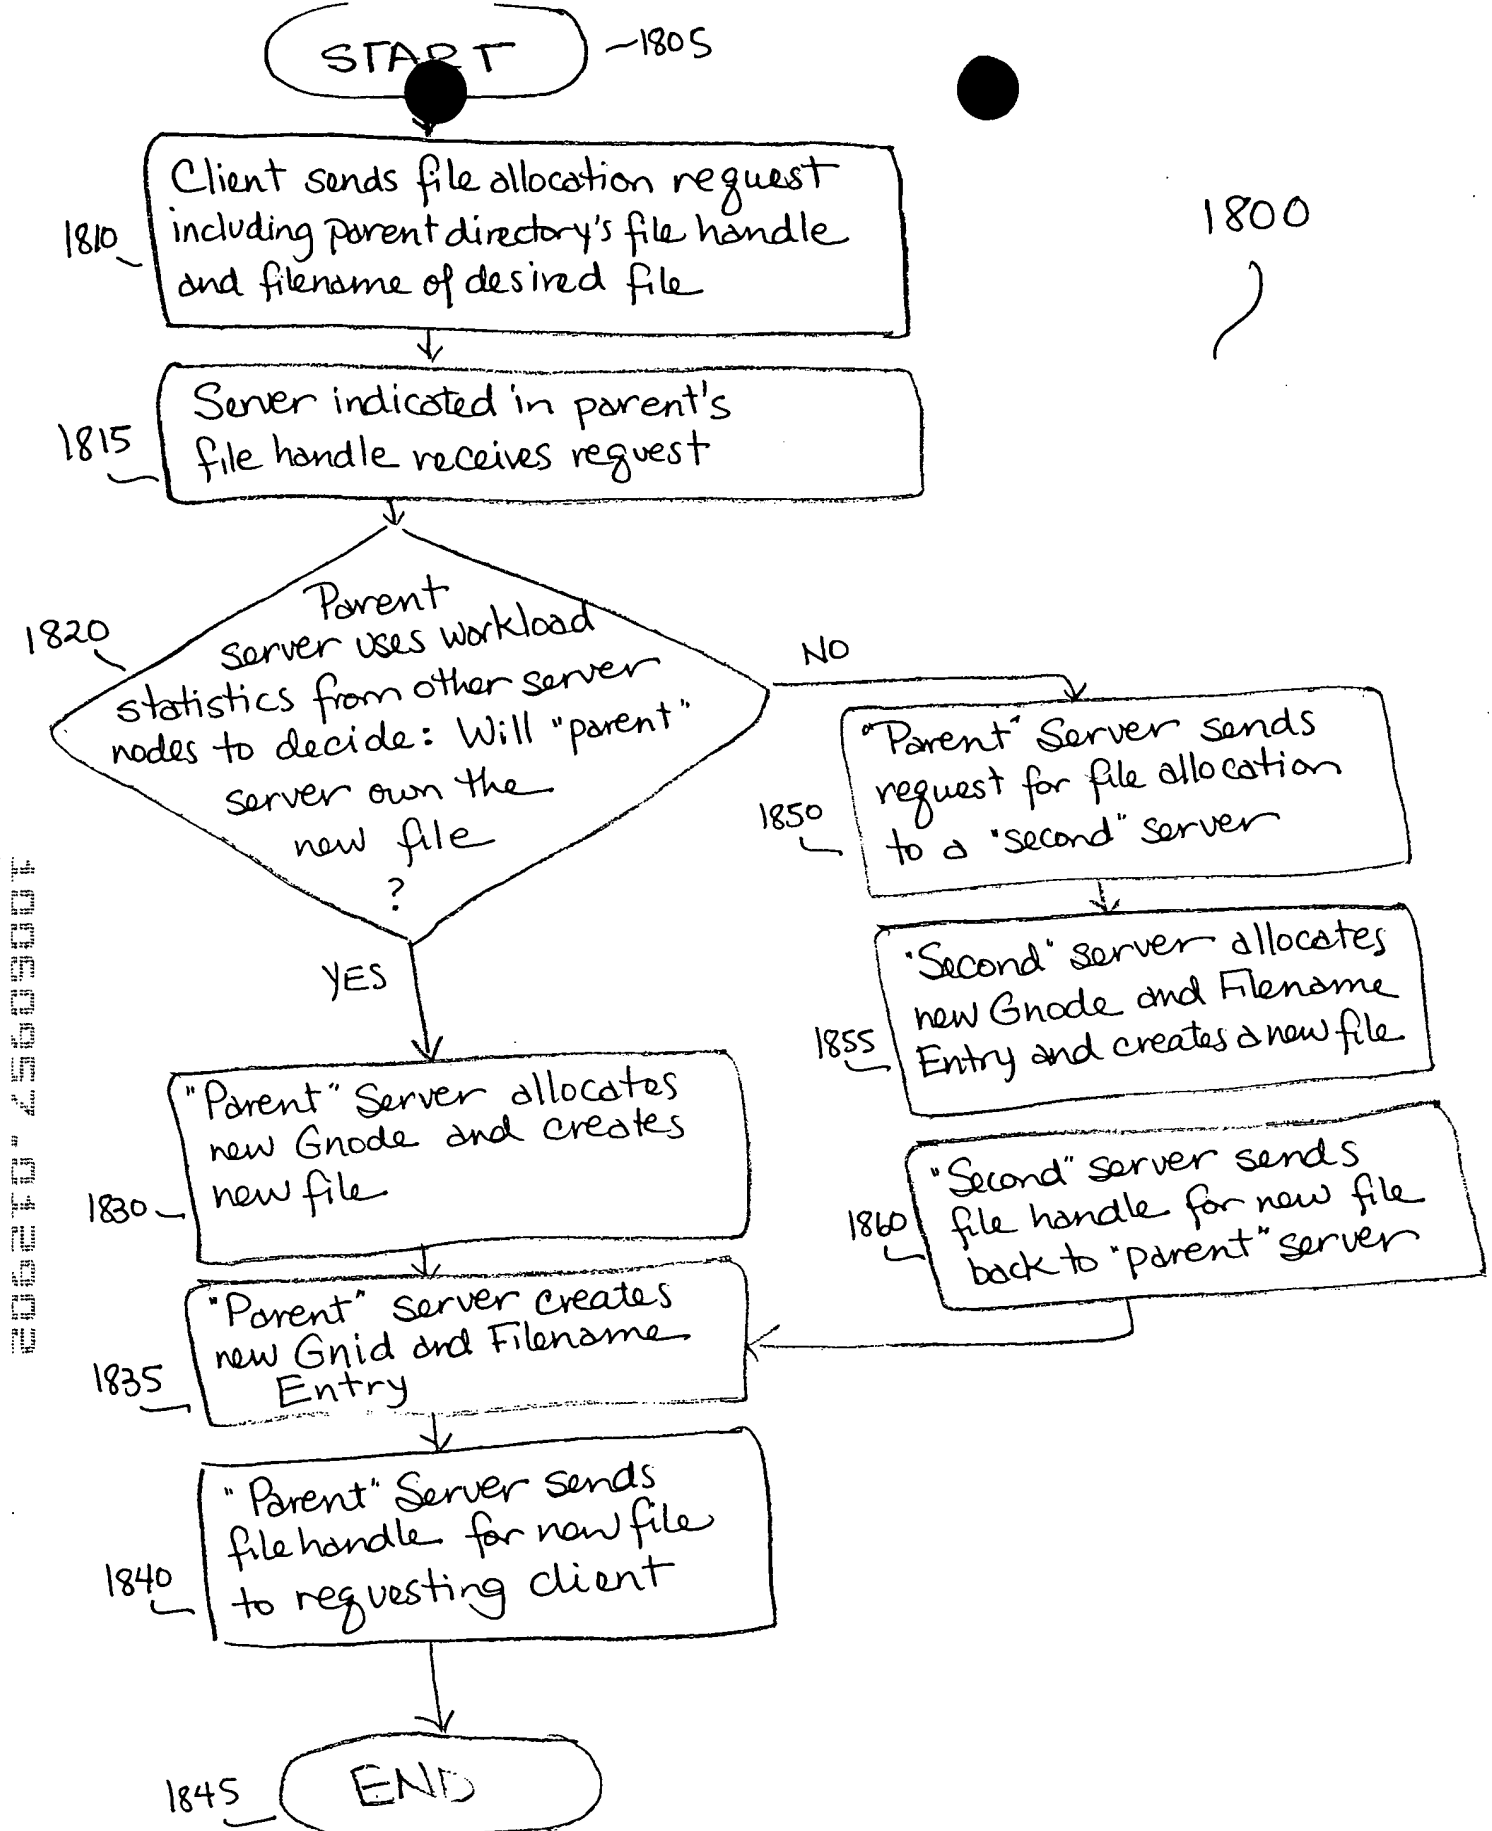 START
1805
Client sends file allocation request
including parent directory's file handle
and filename of desired file
1810
1800
Server indicated in parent's
file handle receives request
1815
Parent
server uses workload
statistics from other server
nodes to decide: Will "parent"
server own the
new file
?
1820
NO
"Parent" Server sends
request for file allocation
to a "second" server
1850
"Second" server allocates
new Gnode and Filename
Entry and creates a new file
1855
"Second" server sends
file handle for new file
back to "parent" server
1860
YES
"Parent" Server allocates
new Gnode and creates
new file
1830
"Parent" server creates
new Gnid and Filename
Entry
1835
"Parent" Server sends
file handle for new file
to requesting client
1840
END
1845
10050957.012902